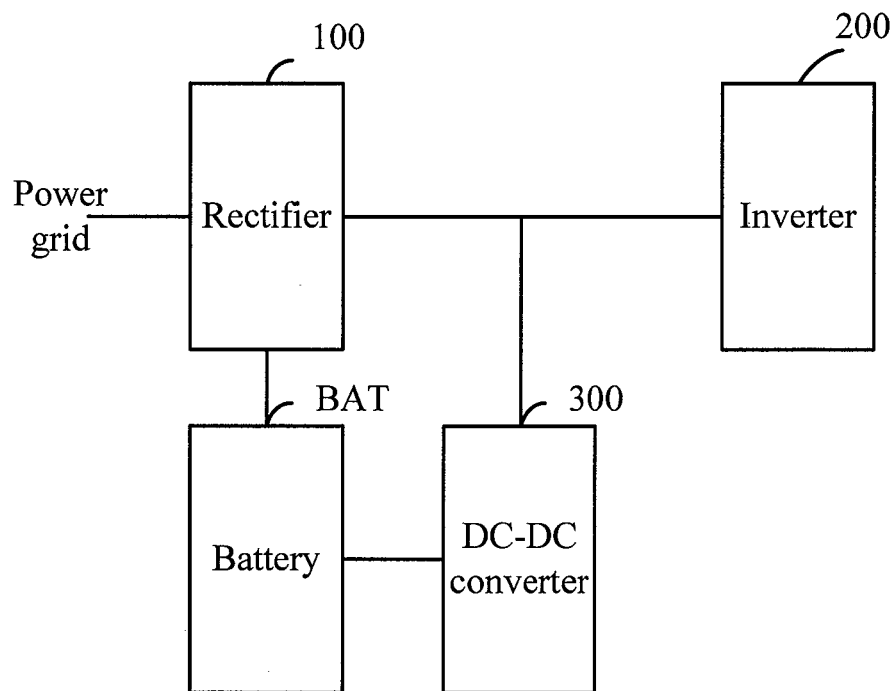 100
200
Power
grid
Rectifier
Inverter
BAT
300
Battery
DC-DC
converter